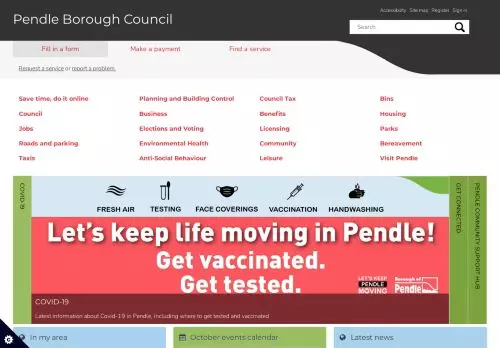 Pendle Borough Council
Accessibility Site map Register Sign in
Search
Fill in a form Make a payment Find a service
Request a service or report a problem.
Save time, do it online Planning and Building Control Council Tax Bins
Council Business Benefits Housing
Jobs Elections and Voting Licensing Parks
Roads and parking Environmental Health Community Bereavement
Taxis Anti-Social Behaviour Leisure Visit Pendle
COVID-19
FRESH AIR TESTING FACE COVERINGS VACCINATION HANDWASHING
Let's keep life moving in Pendle!
Get vaccinated.
Get tested.
LET'S KEEP
PENDLE
MOVING
Borough of
Pendle
COVID-19
Latest information about Covid-19 in Pendle, including where to get tested and vaccinated
GET CONNECTED
PENDLE COMMUNITY SUPPORT HUB
In my area October events calendar Latest news